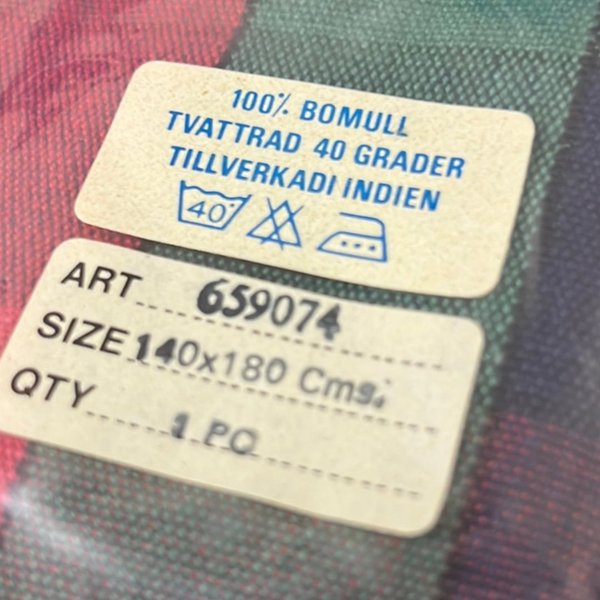 100% BOMULL
TVATTRAD 40 GRADER
TILLVERKADI INDIEN
40
ART 659074
SIZE 140x180 Cms.
QTY 1 PC